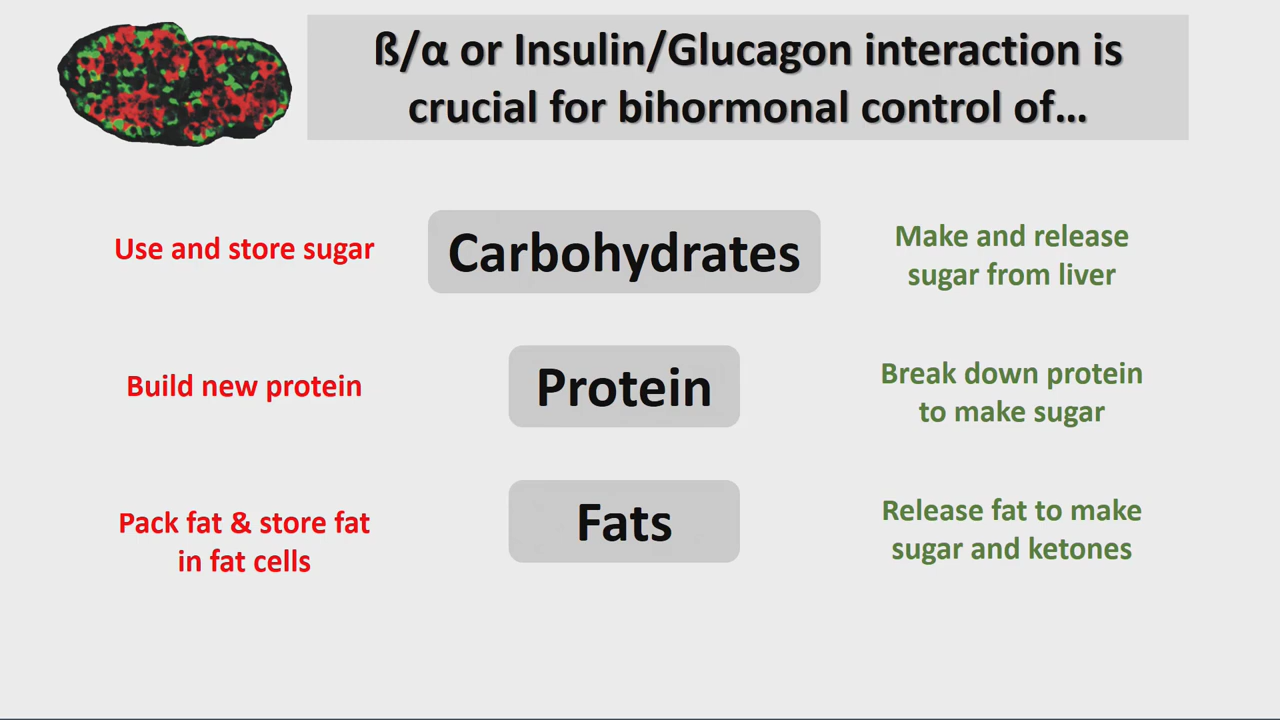 ß/α or Insulin/Glucagon interaction is
crucial for bihormonal control of…
Use and store sugar
Carbohydrates
Make and release
sugar from liver
Build new protein
Protein
Break down protein
to make sugar
Pack fat & store fat
in fat cells
Fats
Release fat to make
sugar and ketones